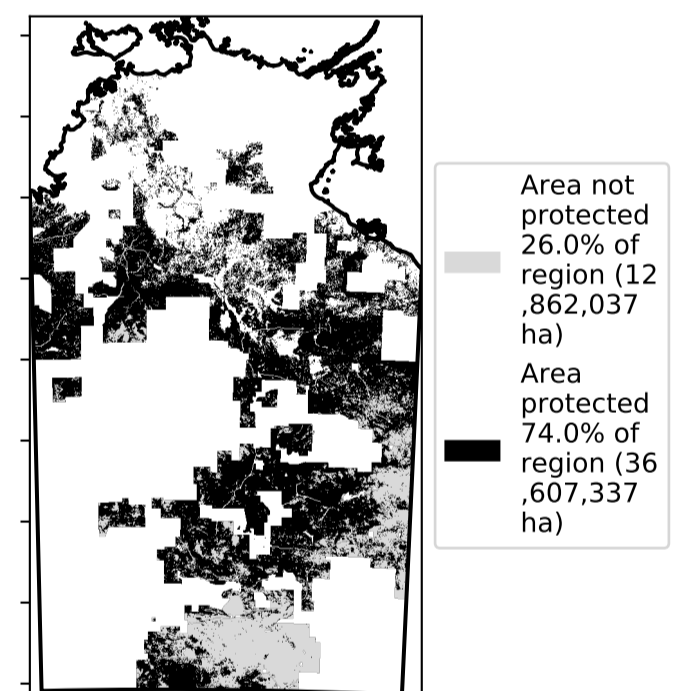 Area not
protected
26.0% of
region (12
,862,037
ha)
Area
protected
74.0% of
region (36
,607,337
ha)